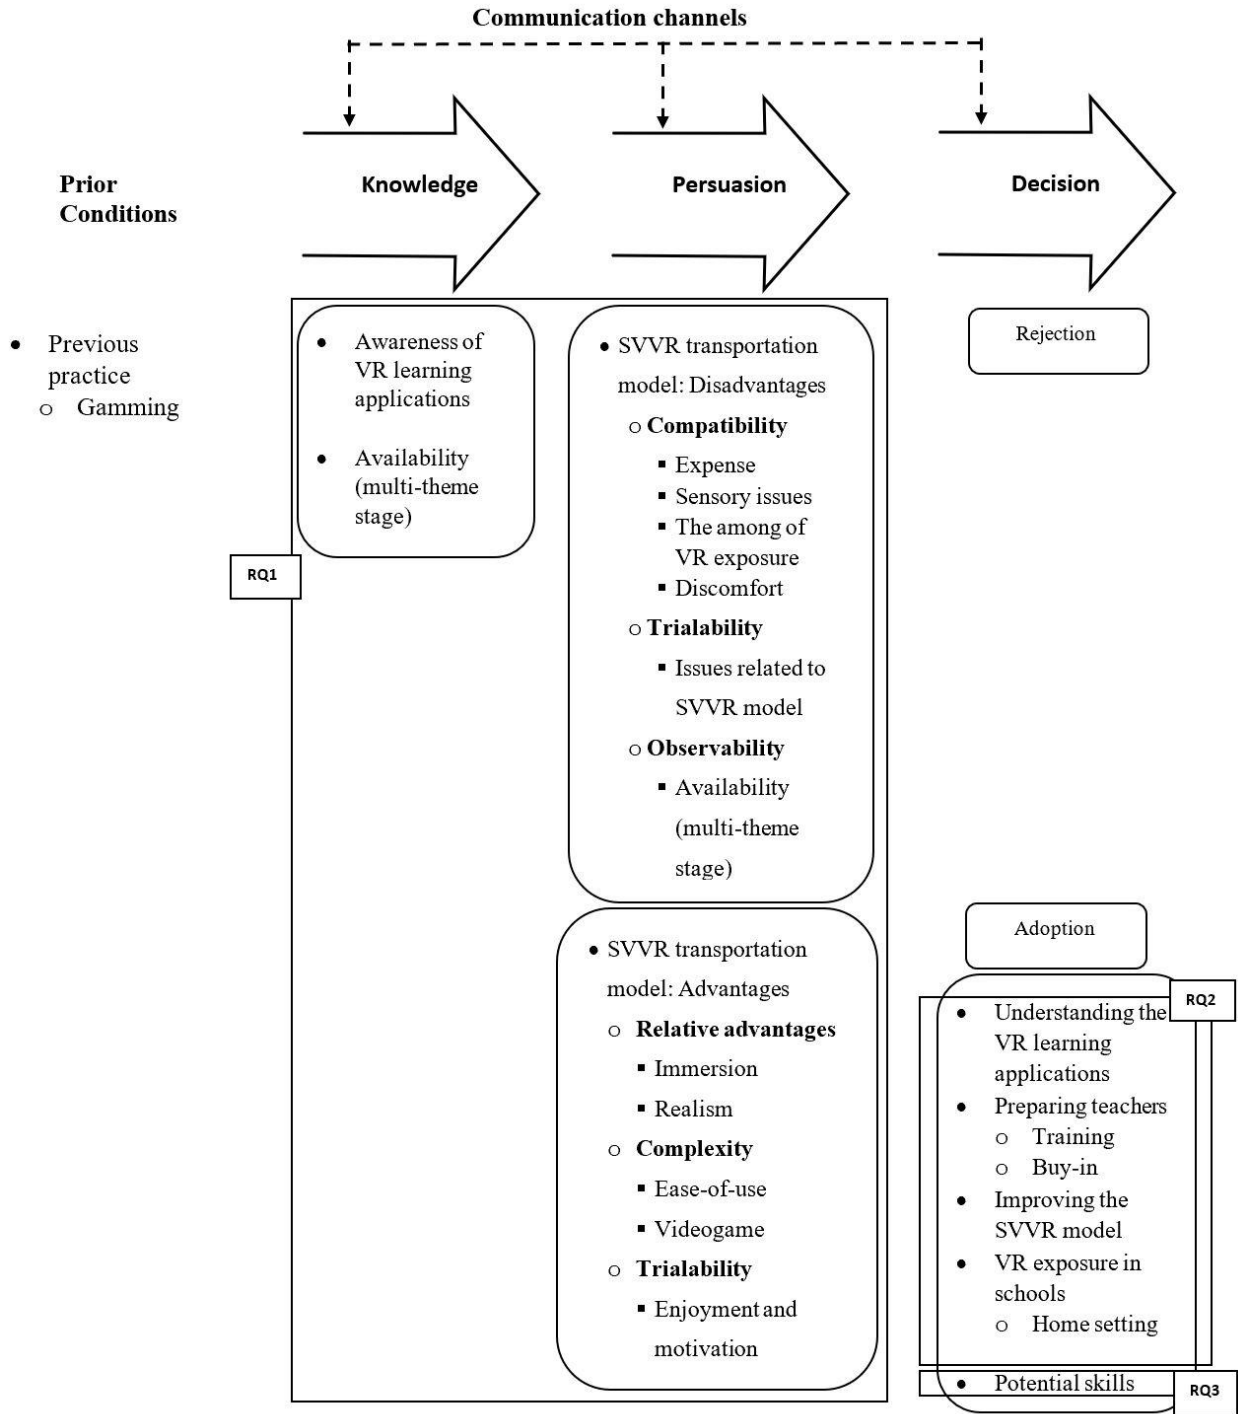 Communication channels
Prior
Conditions
Knowledge
Persuasion
Decision
• Previous
practice
o Gamming
RQ1
• Awareness of
VR learning
applications
• Availability
(multi-theme
stage)
• SVVR transportation
model: Disadvantages
o Compatibility
▪ Expense
▪ Sensory issues
▪ The among of
VR exposure
▪ Discomfort
o Trialability
▪ Issues related to
SVVR model
o Observability
▪ Availability
(multi-theme
stage)
• SVVR transportation
model: Advantages
o Relative advantages
▪ Immersion
▪ Realism
o Complexity
▪ Ease-of-use
▪ Videogame
o Trialability
▪ Enjoyment and
motivation
Rejection
Adoption
RQ2
• Understanding the
VR learning
applications
• Preparing teachers
o Training
o Buy-in
• Improving the
SVVR model
• VR exposure in
schools
o Home setting
• Potential skills
RQ3